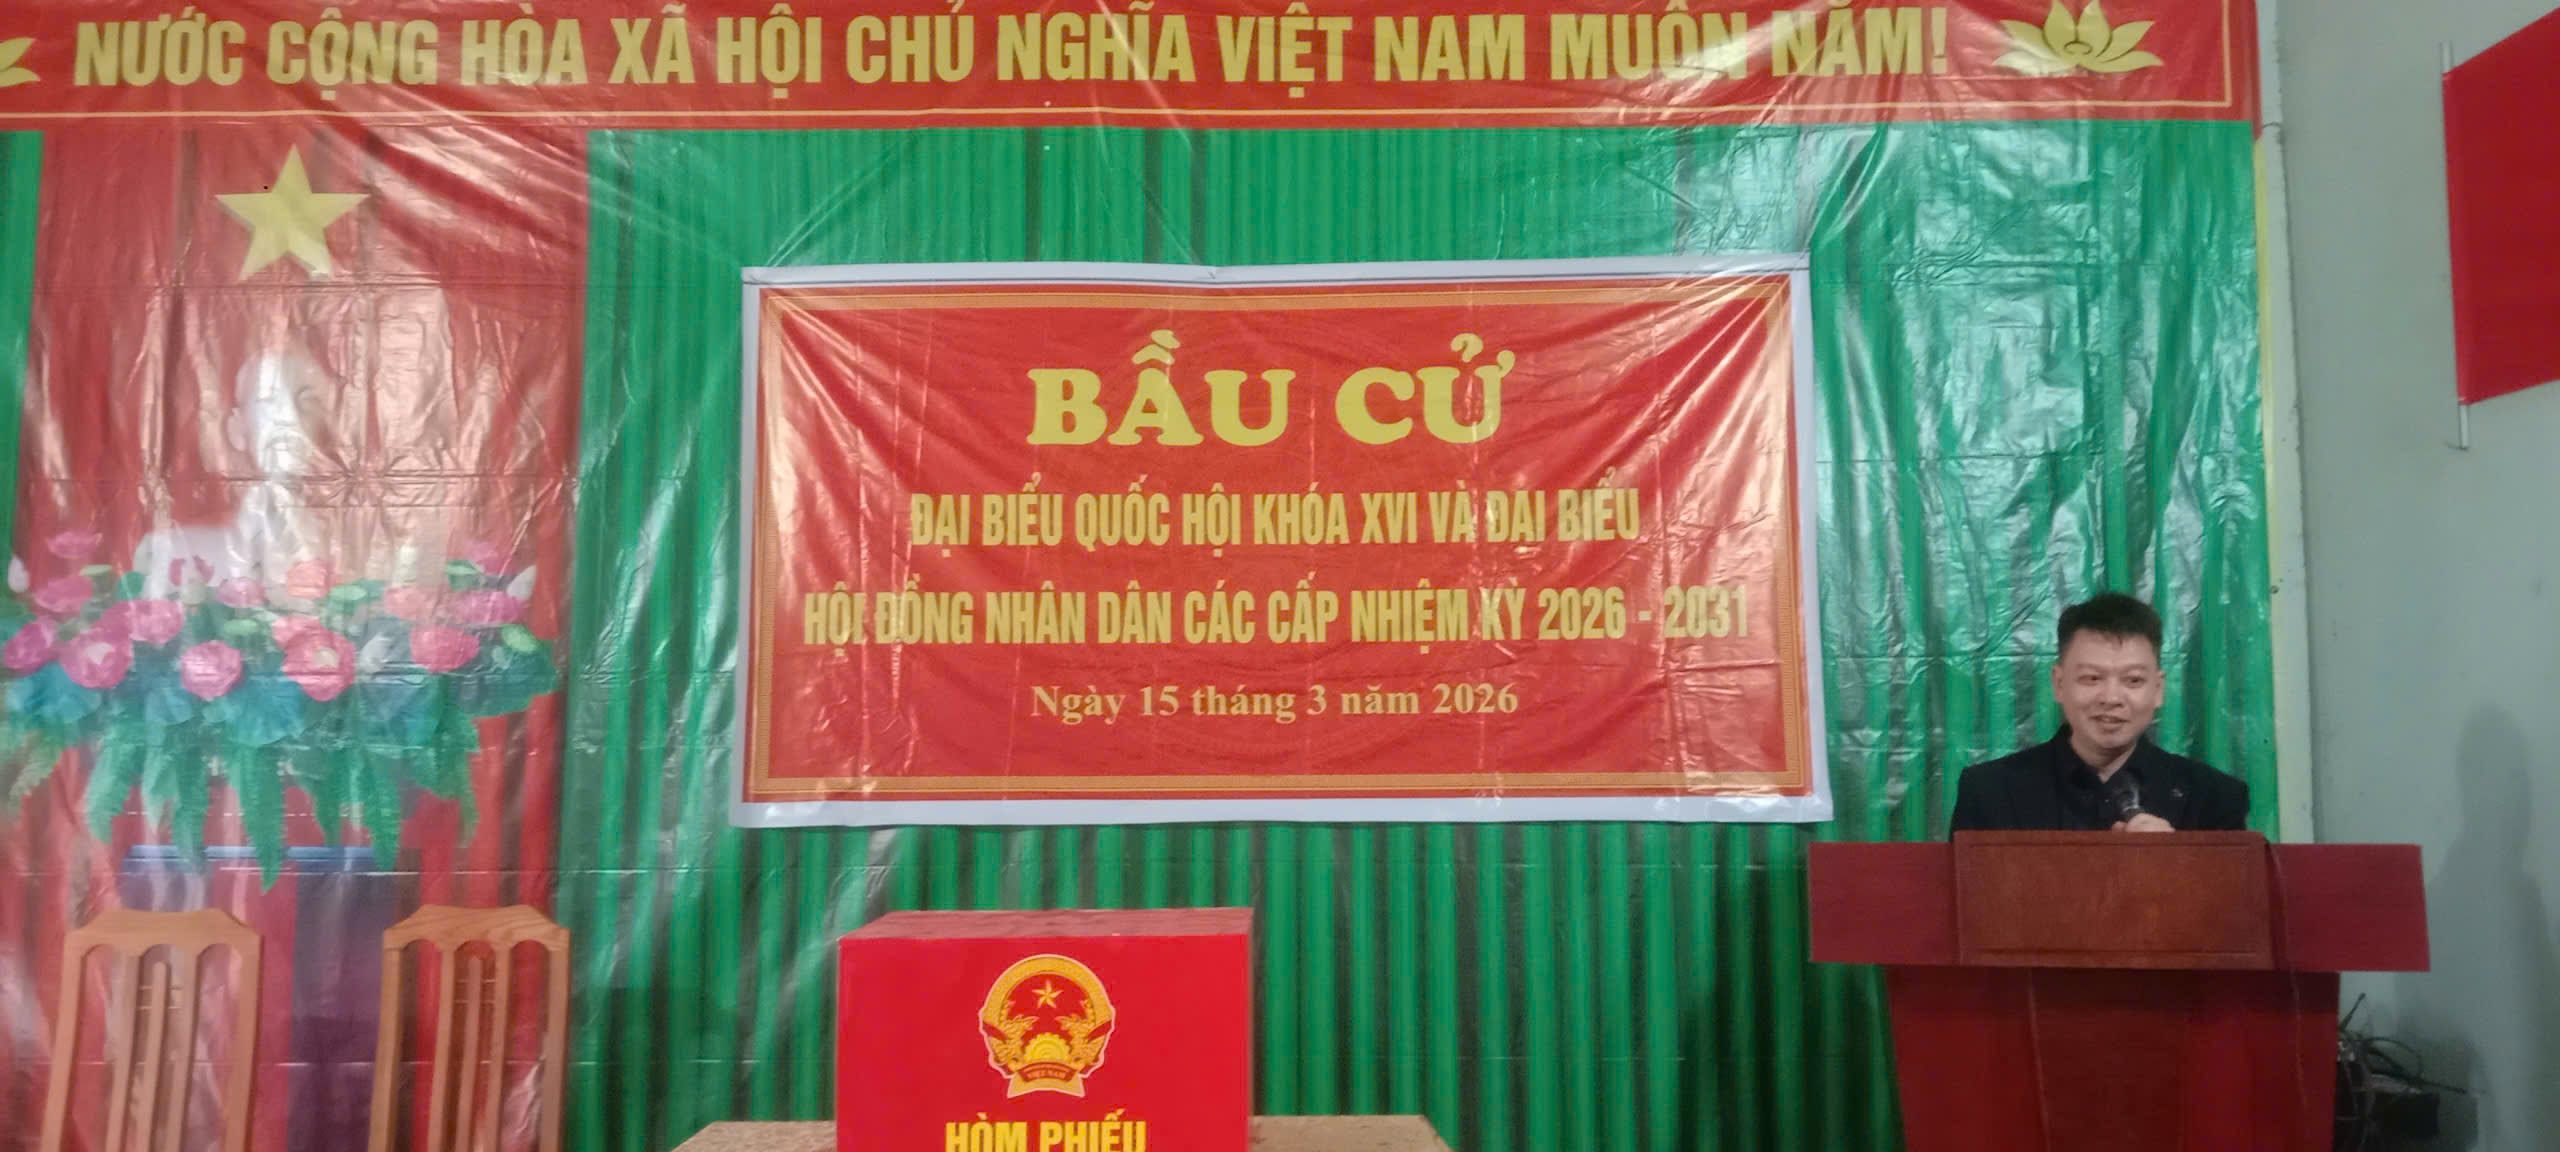 NƯỚC CỘNG HÒA XÃ HỘI CHỦ NGHĨA VIỆT NAM MUÔN NĂM!
BẦU CỬ
ĐẠI BIỂU QUỐC HỘI KHÓA XVI VÀ ĐẠI BIỂU
HỘI ĐỒNG NHÂN DÂN CÁC CẤP NHIỆM KỲ 2026 - 2031
Ngày 15 tháng 3 năm 2026
VIỆT NAM
HÒM PHIẾU